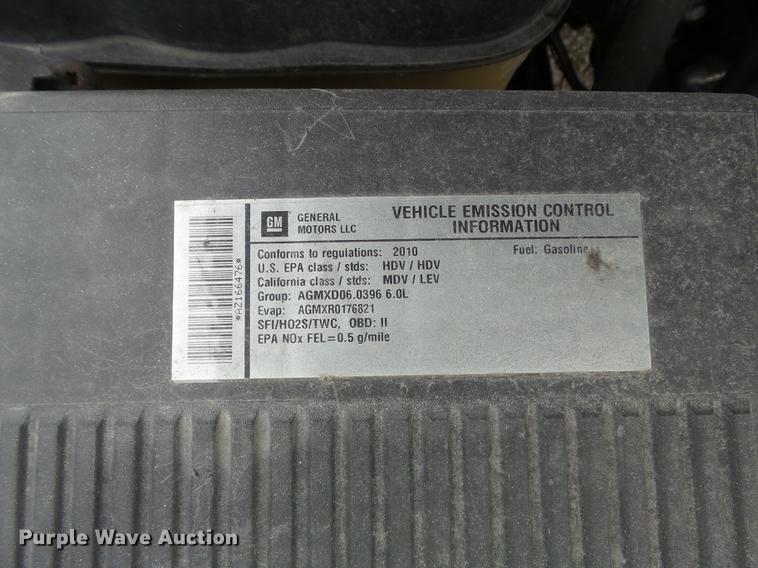 *AZ166476*
GM
GENERAL
MOTORS LLC
VEHICLE EMISSION CONTROL
INFORMATION
Conforms to regulations: 2010 Fuel: Gasoline
U.S. EPA class / stds: HDV / HDV
California class / stds: MDV / LEV
Group: AGMXD06.0396 6.0L
Evap: AGMXR0176821
SFI/HO2S/TWC, OBD: II
EPA NOx FEL=0.5 g/mile
Purple Wave Auction®